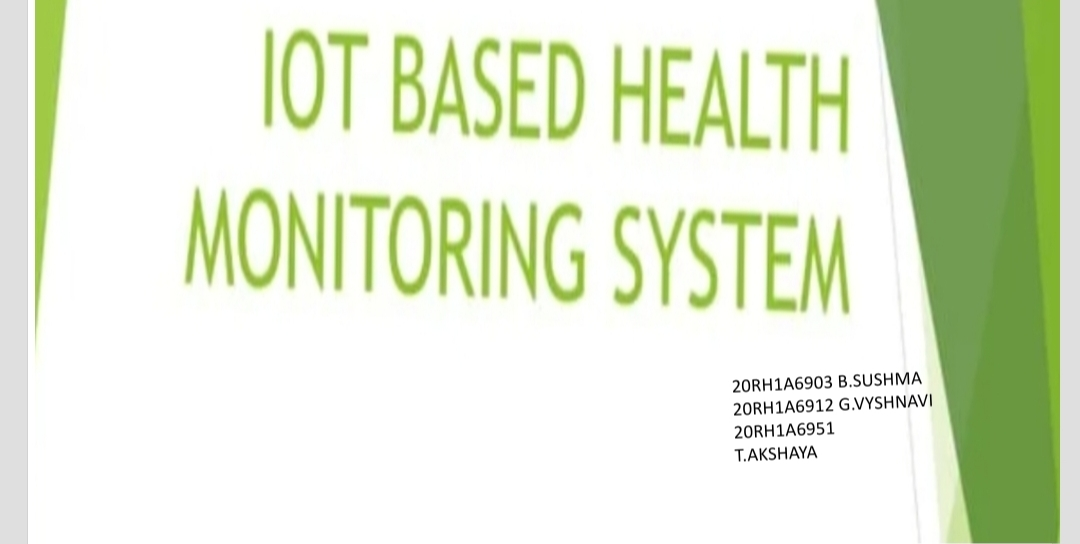 IOT BASED HEALTH
MONITORING SYSTEM
20RH1A6903 B.SUSHMA
20RH1A6912 G.VYSHNAVI
20RH1A6951
T.AKSHAYA